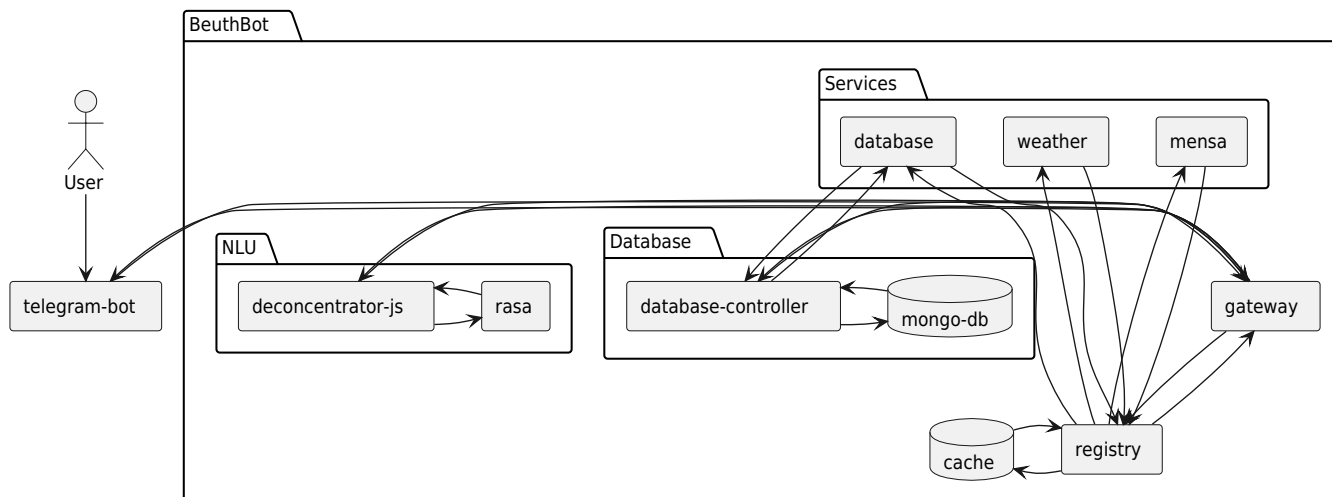 BeuthBot
Services
database
weather
mensa
User
NLU
Database
telegram-bot
deconcentrator-js
rasa
database-controller
mongo-db
gateway
cache
registry